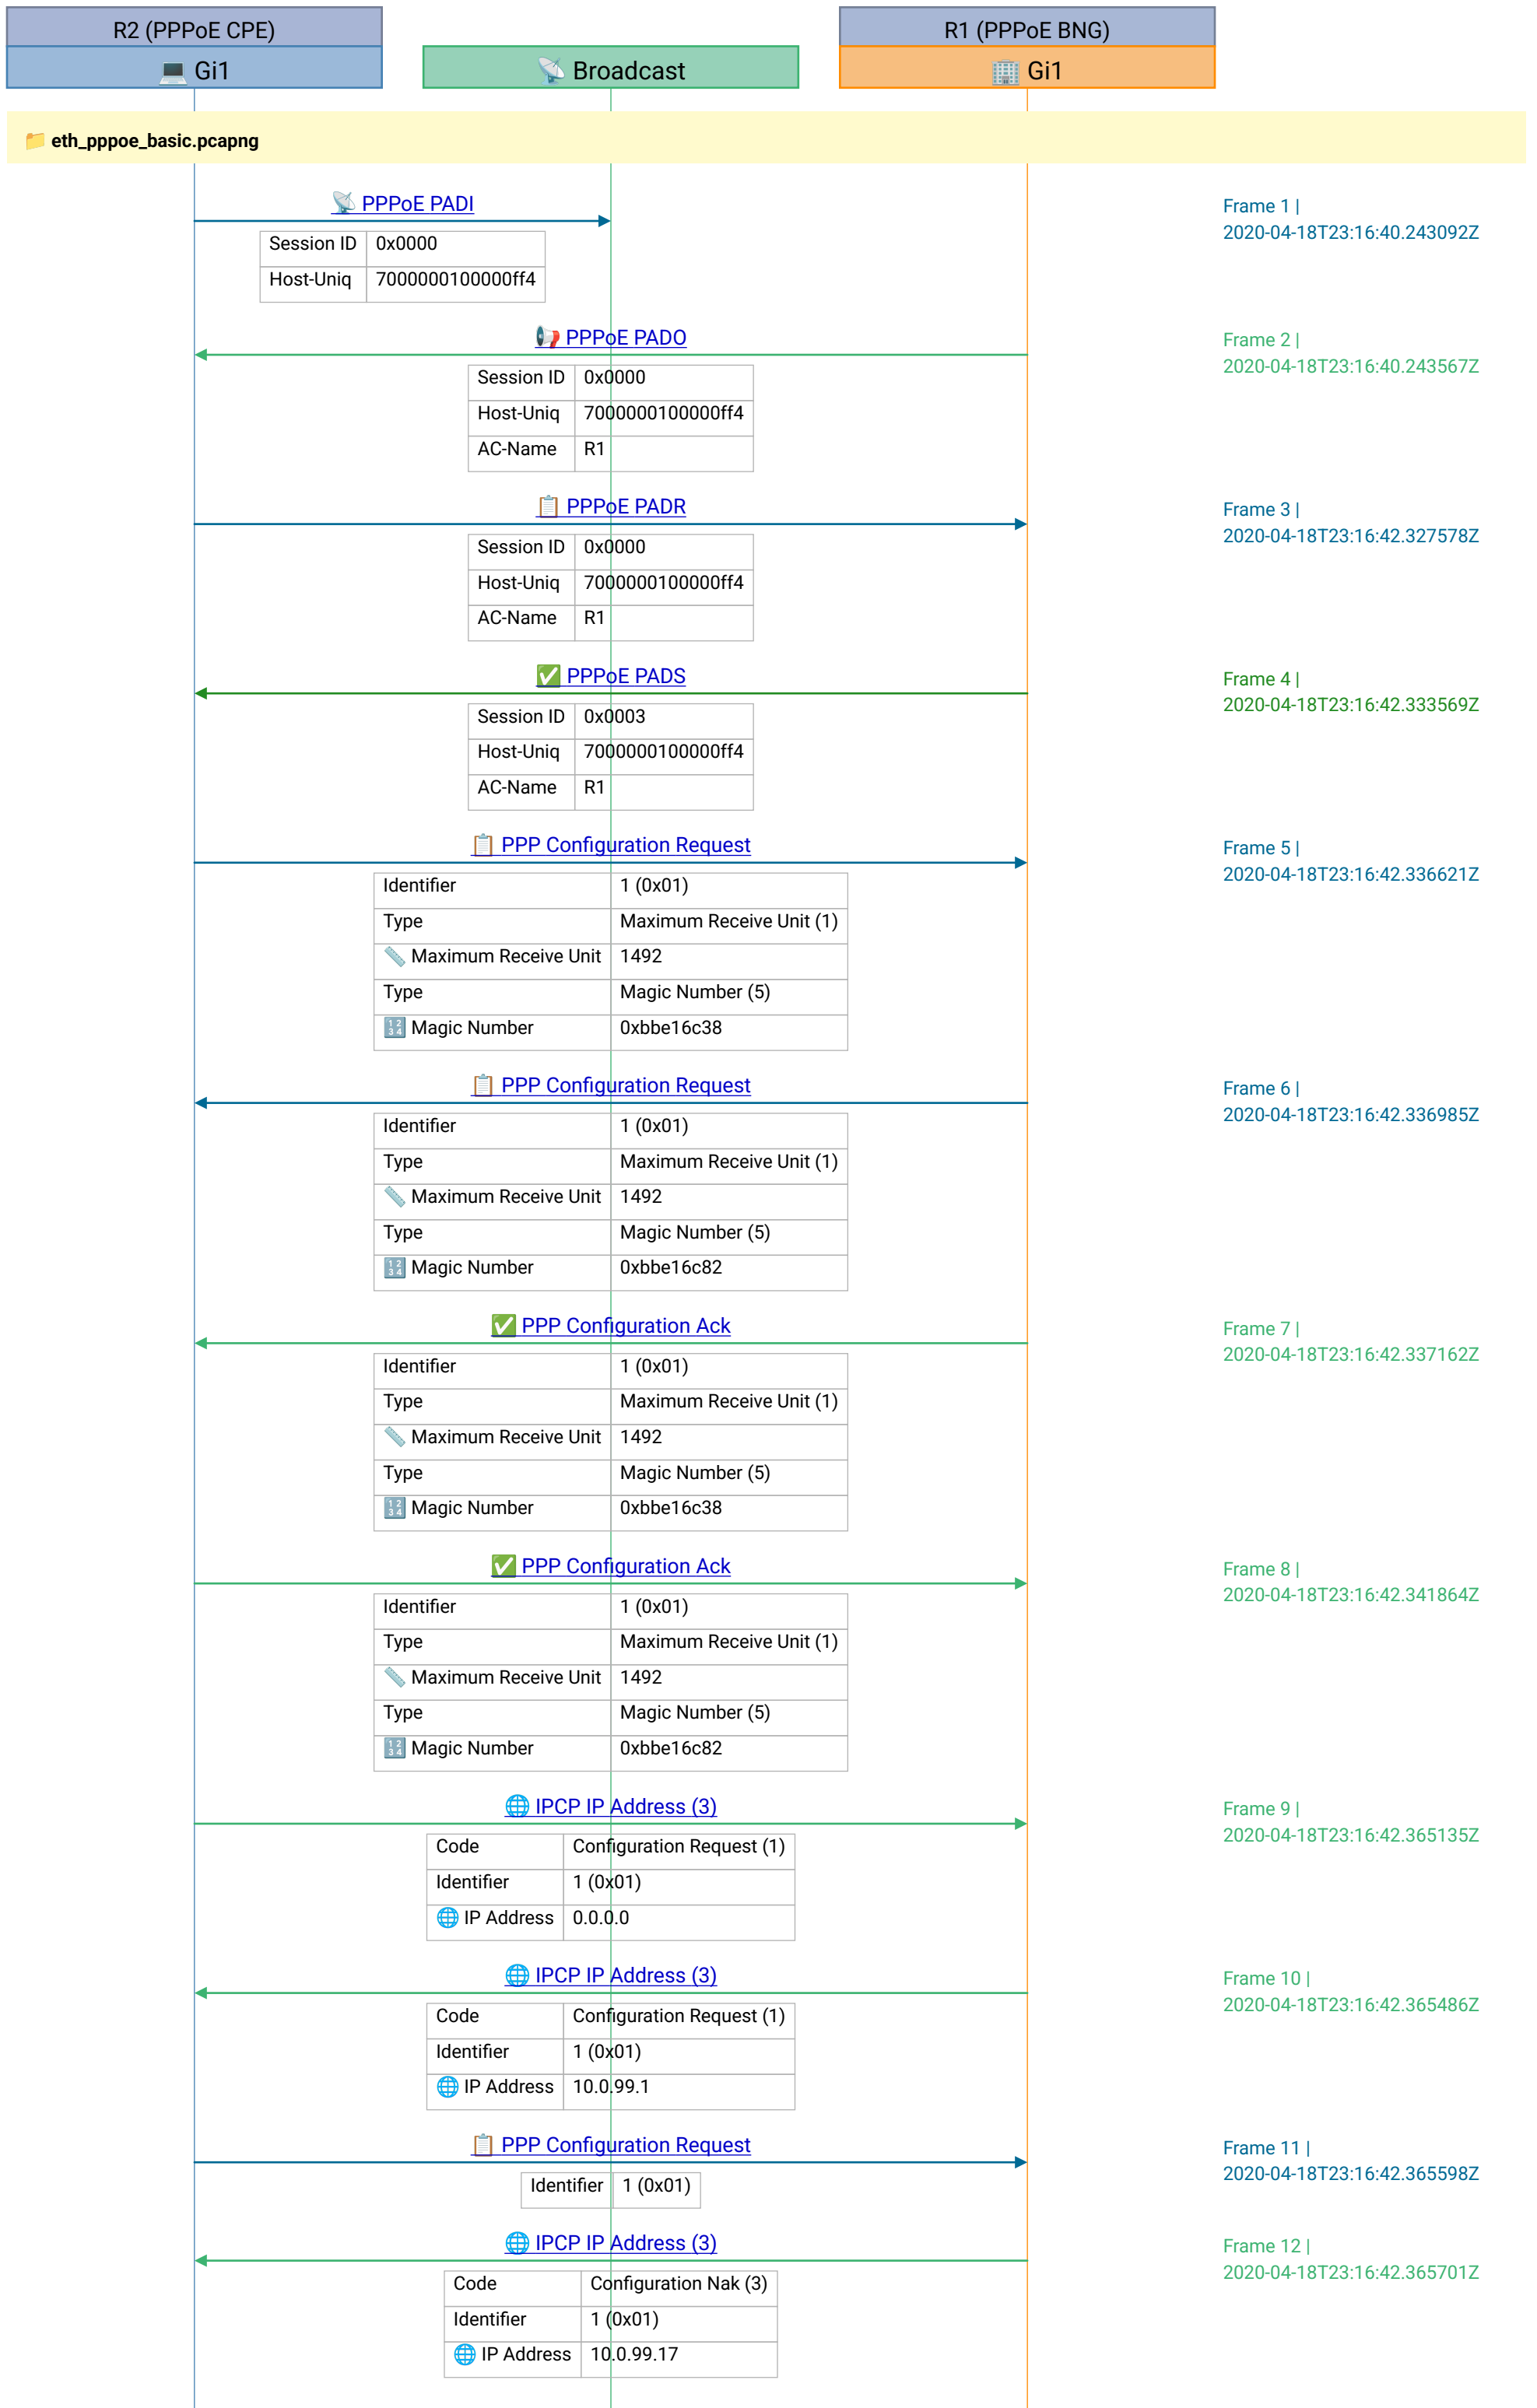 R2 (PPPoE CPE)
R1 (PPPoE BNG)
💻 Gi1
📡 Broadcast
🏢 Gi1
📁 eth_pppoe_basic.pcapng
📡 PPPoE PADI
Frame 1 |
2020-04-18T23:16:40.243092Z
Session ID 0x0000
Host-Uniq 7000000100000ff4
📢 PPPoE PADO
Frame 2 |
2020-04-18T23:16:40.243567Z
Session ID 0x0000
Host-Uniq 7000000100000ff4
AC-Name R1
📋 PPPoE PADR
Frame 3 |
2020-04-18T23:16:42.327578Z
Session ID 0x0000
Host-Uniq 7000000100000ff4
AC-Name R1
✅ PPPoE PADS
Frame 4 |
2020-04-18T23:16:42.333569Z
Session ID 0x0003
Host-Uniq 7000000100000ff4
AC-Name R1
📋 PPP Configuration Request
Frame 5 |
2020-04-18T23:16:42.336621Z
Identifier 1 (0x01)
Type Maximum Receive Unit (1)
📏 Maximum Receive Unit 1492
Type Magic Number (5)
🔢 Magic Number 0xbbe16c38
📋 PPP Configuration Request
Frame 6 |
2020-04-18T23:16:42.336985Z
Identifier 1 (0x01)
Type Maximum Receive Unit (1)
📏 Maximum Receive Unit 1492
Type Magic Number (5)
🔢 Magic Number 0xbbe16c82
✅ PPP Configuration Ack
Frame 7 |
2020-04-18T23:16:42.337162Z
Identifier 1 (0x01)
Type Maximum Receive Unit (1)
📏 Maximum Receive Unit 1492
Type Magic Number (5)
🔢 Magic Number 0xbbe16c38
✅ PPP Configuration Ack
Frame 8 |
2020-04-18T23:16:42.341864Z
Identifier 1 (0x01)
Type Maximum Receive Unit (1)
📏 Maximum Receive Unit 1492
Type Magic Number (5)
🔢 Magic Number 0xbbe16c82
🌐 IPCP IP Address (3)
Frame 9 |
2020-04-18T23:16:42.365135Z
Code Configuration Request (1)
Identifier 1 (0x01)
🌐 IP Address 0.0.0.0
🌐 IPCP IP Address (3)
Frame 10 |
2020-04-18T23:16:42.365486Z
Code Configuration Request (1)
Identifier 1 (0x01)
🌐 IP Address 10.0.99.1
📋 PPP Configuration Request
Frame 11 |
2020-04-18T23:16:42.365598Z
Identifier 1 (0x01)
🌐 IPCP IP Address (3)
Frame 12 |
2020-04-18T23:16:42.365701Z
Code Configuration Nak (3)
Identifier 1 (0x01)
🌐 IP Address 10.0.99.17